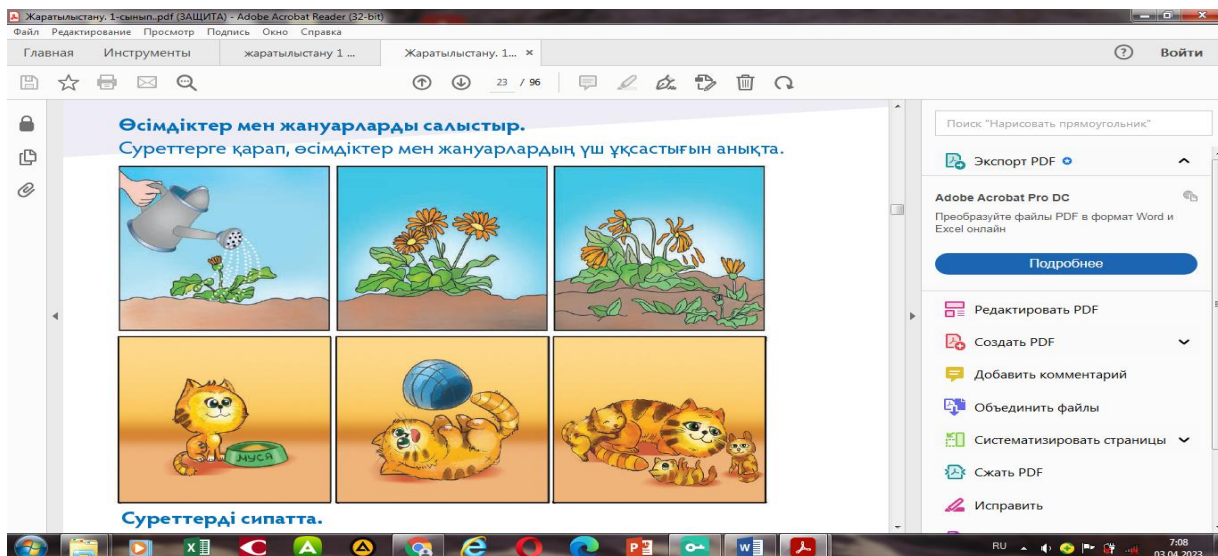 Жаратылыстану. 1-сынып..pdf (ЗАЩИТА) - Adobe Acrobat Reader (32-bit)
Файл Редактирование Просмотр Подпись Окно Справка
Главная Инструменты жаратылыстану 1 ... Жаратылыстану. 1... × Войти
23 / 96
Өсімдіктер мен жануарларды салыстыр.
Суреттерге қарап, өсімдіктер мен жануарлардың үш ұқсастығын анықта.
МУСЯ
Суреттерді сипатта.
Поиск "Нарисовать прямоугольник"
Экспорт PDF
Adobe Acrobat Pro DC
Преобразуйте файлы PDF в формат Word и
Excel онлайн
Подробнее
Редактировать PDF
Создать PDF
Добавить комментарий
Объединить файлы
Систематизировать страницы
Сжать PDF
Исправить
RU 7:08
03.04.2023